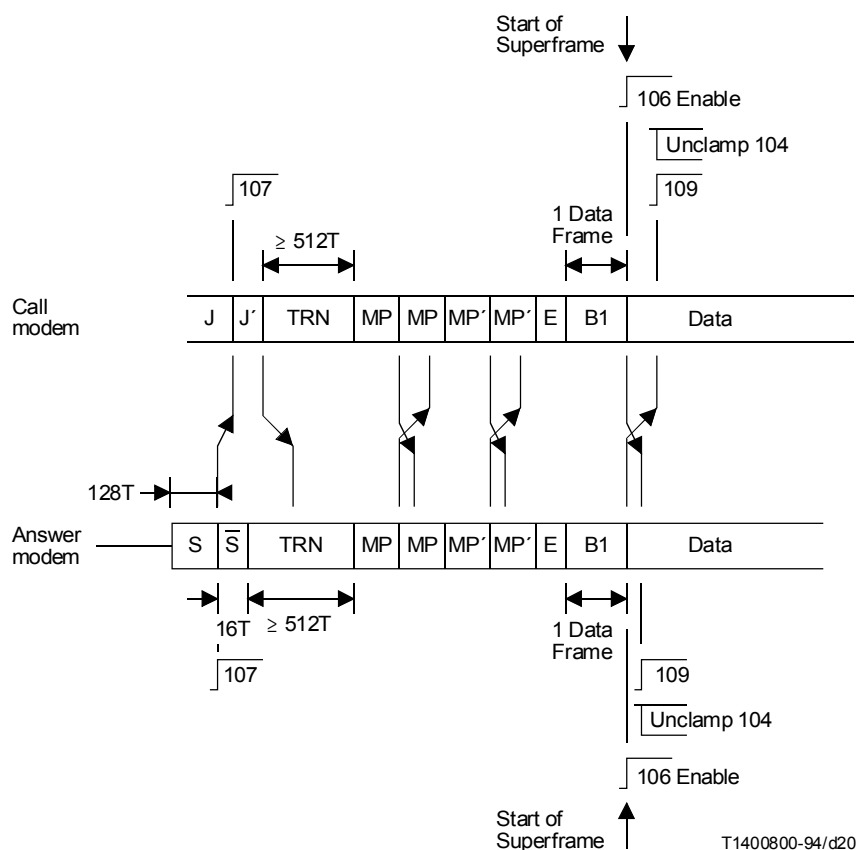 Start of
Superframe
106 Enable
Unclamp 104
107
109
1 Data
Frame
≥ 512T
Call
modem
J J´ TRN MP MP MP´ MP´ E B1 Data
128T
Answer
modem
S S̅ TRN MP MP MP´ MP´ E B1 Data
16T ≥ 512T
1 Data
Frame
107
109
Unclamp 104
106 Enable
Start of
Superframe
T1400800-94/d20